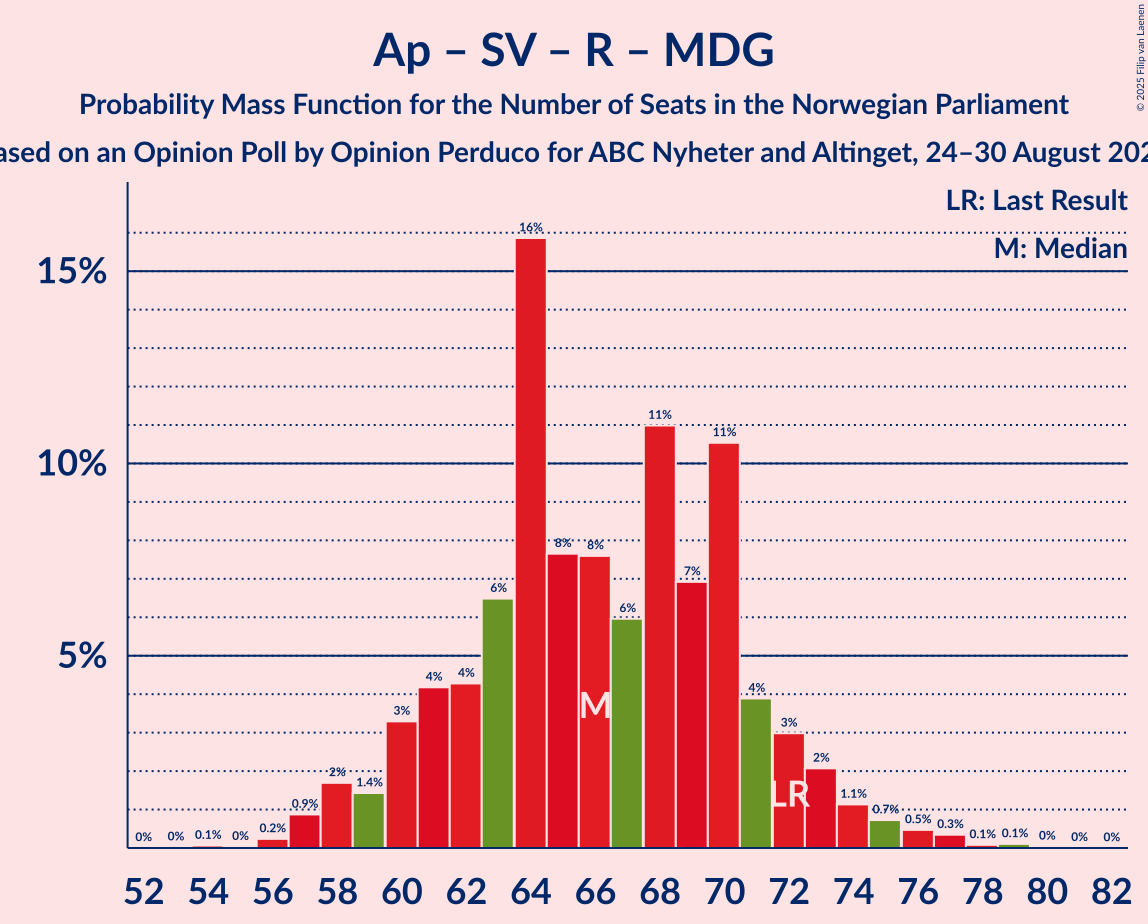 © 2025 Filip van Laenen
Ap – SV – R – MDG
Probability Mass Function for the Number of Seats in the Norwegian Parliament
ased on an Opinion Poll by Opinion Perduco for ABC Nyheter and Altinget, 24–30 August 202
LR: Last Result
M: Median
15%
10%
5%
0% 0% 0.1% 0% 0.2% 0.9% 2% 1.4% 3% 4% 4% 6% 16% 8% 8% 6% 11% 7% 11% 4% 3% 2% 1.1% 0.7% 0.5% 0.3% 0.1% 0.1% 0% 0% 0%
M
LR
52 54 56 58 60 62 64 66 68 70 72 74 76 78 80 82